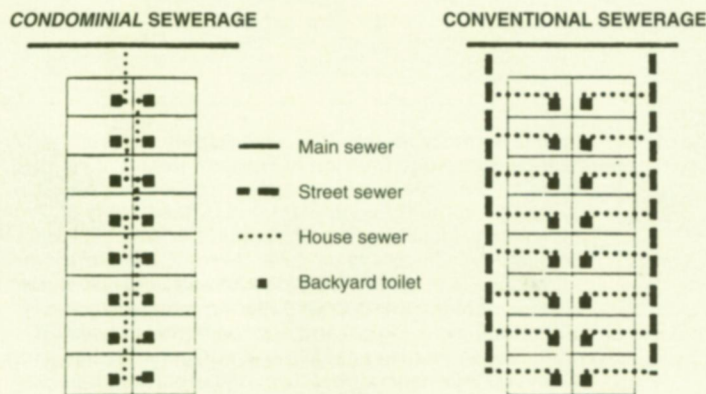 CONDOMINIAL SEWERAGE
CONVENTIONAL SEWERAGE
Main sewer
Street sewer
House sewer
Backyard toilet